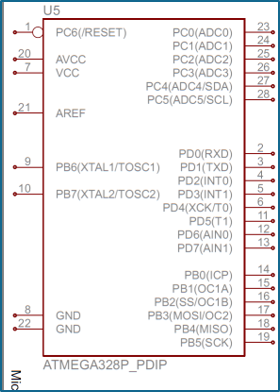 U5
1 PC6(/RESET) PC0(ADC0) 23
PC1(ADC1) 24
20 AVCC PC2(ADC2) 25
7 VCC PC3(ADC3) 26
PC4(ADC4/SDA) 27
PC5(ADC5/SCL) 28
21 AREF
PD0(RXD) 2
9 PB6(XTAL1/TOSC1) PD1(TXD) 3
PD2(INT0) 4
10 PB7(XTAL2/TOSC2) PD3(INT1) 5
PD4(XCK/T0) 6
PD5(T1) 11
PD6(AIN0) 12
PD7(AIN1) 13
PB0(ICP) 14
PB1(OC1A) 15
PB2(SS/OC1B) 16
8 GND PB3(MOSI/OC2) 17
22 GND PB4(MISO) 18
PB5(SCK) 19
ATMEGA328P_PDIP
Mic